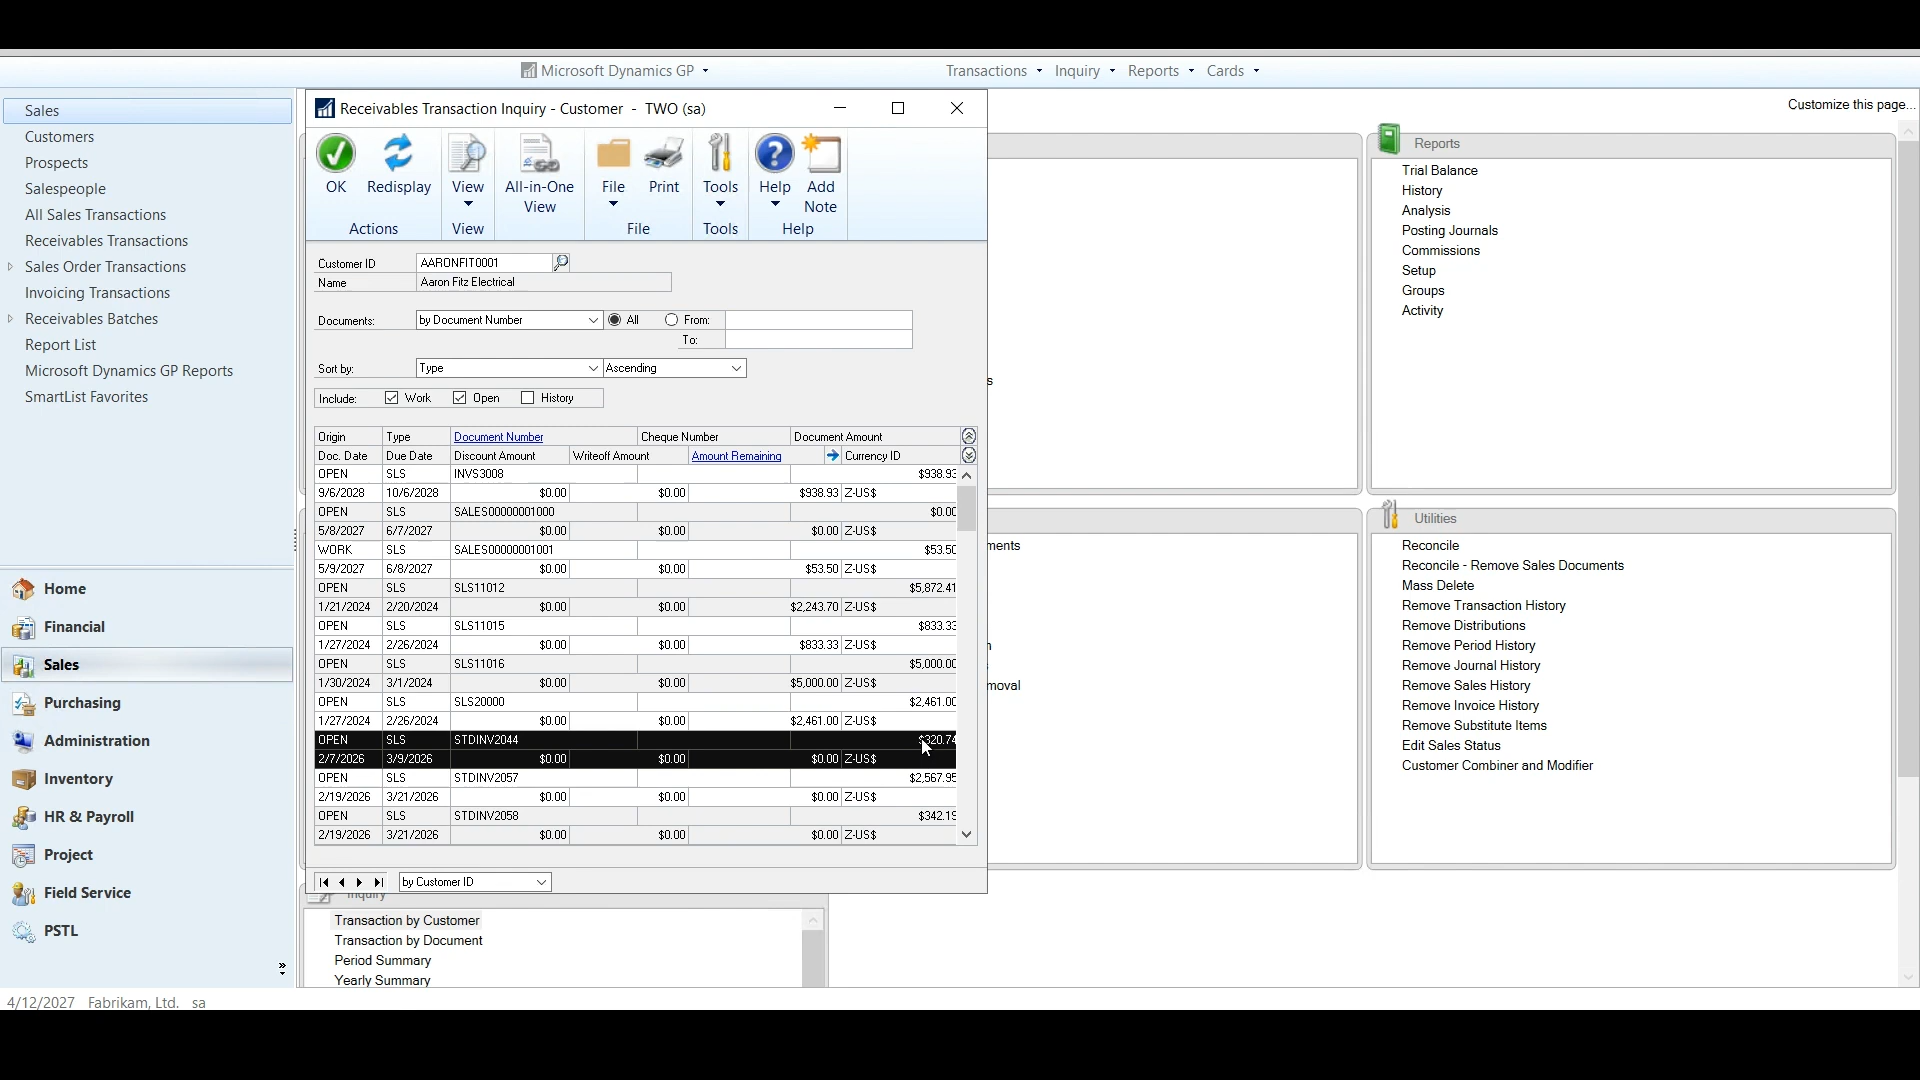 Microsoft Dynamics GP
Transactions Inquiry Reports Cards
Customize this page...
Sales
Customers
Prospects
Salespeople
All Sales Transactions
Receivables Transactions
Sales Order Transactions
Invoicing Transactions
Receivables Batches
Report List
Microsoft Dynamics GP Reports
SmartList Favorites
Home
Financial
Sales
Purchasing
Administration
Inventory
HR & Payroll
Project
Field Service
PSTL
Receivables Transaction Inquiry - Customer - TWO (sa)
OK Redisplay View All-in-One View File Print Tools Help Add Note
Actions View File Tools Help
Customer ID AARONFIT0001
Name Aaron Fitz Electrical
Documents: by Document Number All From:
To:
Sort by: Type Ascending
Include: Work Open History
Origin Type Document Number Cheque Number Document Amount
Doc. Date Due Date Discount Amount Writeoff Amount Amount Remaining Currency ID
OPEN SLS INVS3008 $938.93
9/6/2028 10/6/2028 $0.00 $0.00 $938.93 Z-US$
OPEN SLS SALES00000001000 $0.00
5/8/2027 6/7/2027 $0.00 $0.00 $0.00 Z-US$
WORK SLS SALES00000001001 $53.50
5/9/2027 6/8/2027 $0.00 $0.00 $53.50 Z-US$
OPEN SLS SLS11012 $5,872.41
1/21/2024 2/20/2024 $0.00 $0.00 $2,243.70 Z-US$
OPEN SLS SLS11015 $833.33
1/27/2024 2/26/2024 $0.00 $0.00 $833.33 Z-US$
OPEN SLS SLS11016 $5,000.00
1/30/2024 3/1/2024 $0.00 $0.00 $5,000.00 Z-US$
OPEN SLS SLS20000 $2,461.00
1/27/2024 2/26/2024 $0.00 $0.00 $2,461.00 Z-US$
OPEN SLS STDINV2044 $320.74
2/7/2026 3/9/2026 $0.00 $0.00 $0.00 Z-US$
OPEN SLS STDINV2057 $2,567.95
2/19/2026 3/21/2026 $0.00 $0.00 $0.00 Z-US$
OPEN SLS STDINV2058 $342.19
2/19/2026 3/21/2026 $0.00 $0.00 $0.00 Z-US$
by Customer ID
Inquiry
Transaction by Customer
Transaction by Document
Period Summary
Yearly Summary
Reports
Trial Balance
History
Analysis
Posting Journals
Commissions
Setup
Groups
Activity
Utilities
Reconcile
Reconcile - Remove Sales Documents
Mass Delete
Remove Transaction History
Remove Distributions
Remove Period History
Remove Journal History
Remove Sales History
Remove Invoice History
Remove Substitute Items
Edit Sales Status
Customer Combiner and Modifier
4/12/2027 Fabrikam, Ltd. sa